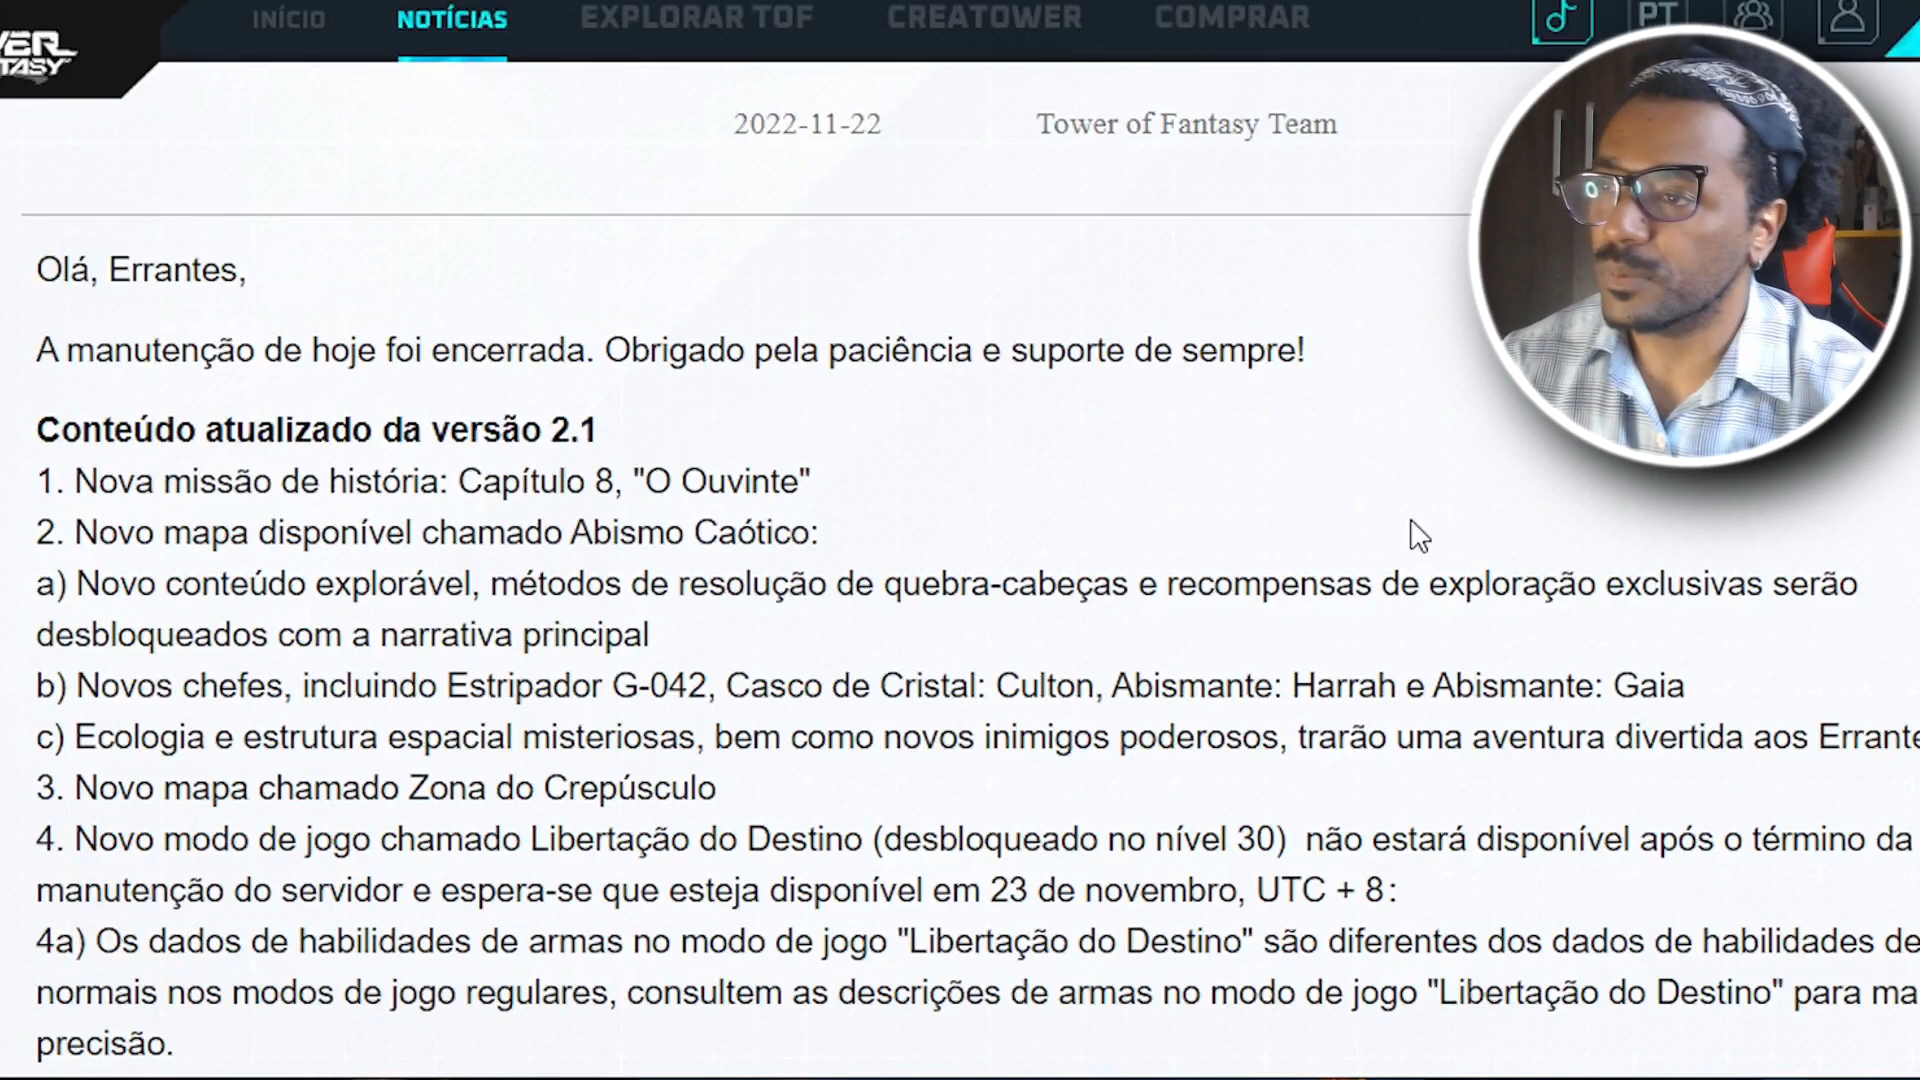 INÍCIO NOTÍCIAS EXPLORAR TOF CREATOWER COMPRAR PT
2022-11-22 Tower of Fantasy Team
Olá, Errantes,
A manutenção de hoje foi encerrada. Obrigado pela paciência e suporte de sempre!
Conteúdo atualizado da versão 2.1
1. Nova missão de história: Capítulo 8, "O Ouvinte"
2. Novo mapa disponível chamado Abismo Caótico:
a) Novo conteúdo explorável, métodos de resolução de quebra-cabeças e recompensas de exploração exclusivas serão
desbloqueados com a narrativa principal
b) Novos chefes, incluindo Estripador G-042, Casco de Cristal: Culton, Abismante: Harrah e Abismante: Gaia
c) Ecologia e estrutura espacial misteriosas, bem como novos inimigos poderosos, trarão uma aventura divertida aos Errante
3. Novo mapa chamado Zona do Crepúsculo
4. Novo modo de jogo chamado Libertação do Destino (desbloqueado no nível 30) não estará disponível após o término da
manutenção do servidor e espera-se que esteja disponível em 23 de novembro, UTC + 8:
4a) Os dados de habilidades de armas no modo de jogo "Libertação do Destino" são diferentes dos dados de habilidades de
normais nos modos de jogo regulares, consultem as descrições de armas no modo de jogo "Libertação do Destino" para ma
precisão.